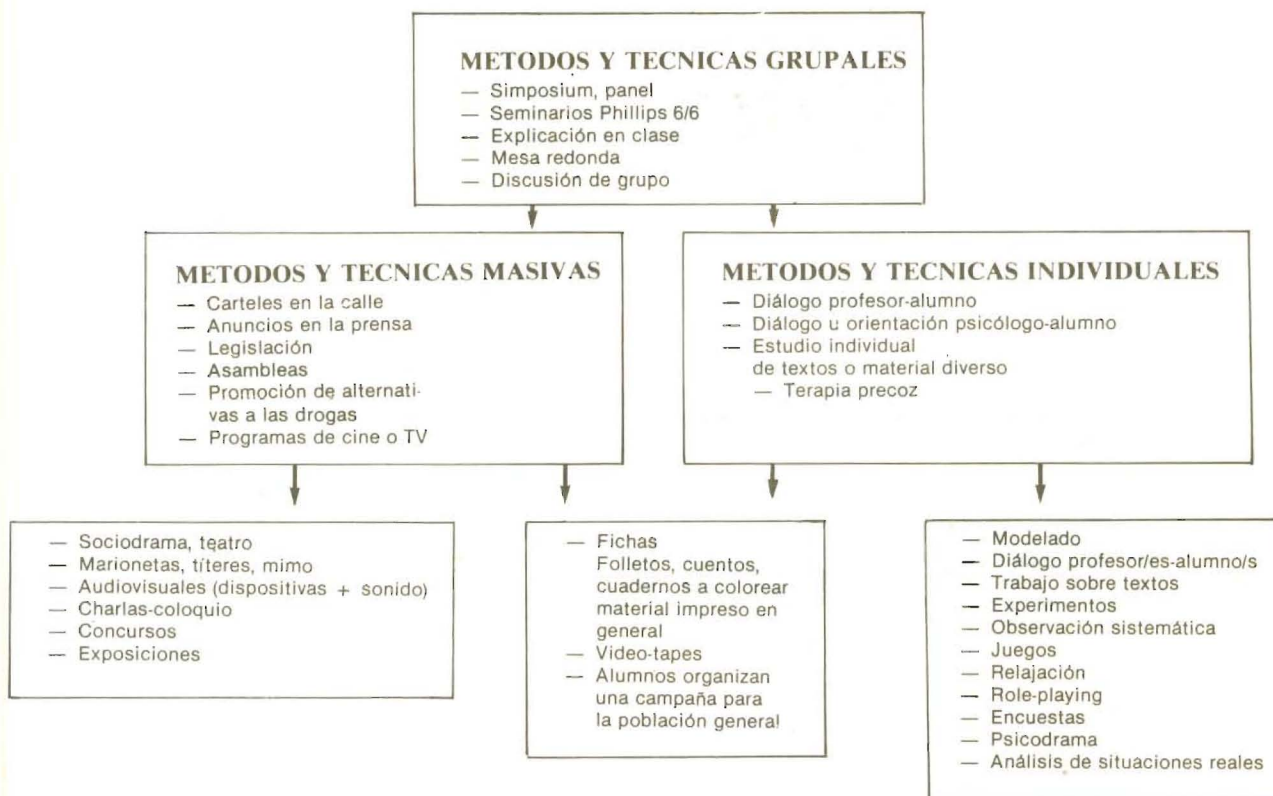 METODOS Y TECNICAS GRUPALES
— Simposium, panel
— Seminarios Phillips 6/6
— Explicación en clase
— Mesa redonda
— Discusión de grupo
METODOS Y TECNICAS MASIVAS
— Carteles en la calle
— Anuncios en la prensa
— Legislación
— Asambleas
— Promoción de alternati-
vas a las drogas
— Programas de cine o TV
METODOS Y TECNICAS INDIVIDUALES
— Diálogo profesor-alumno
— Diálogo u orientación psicólogo-alumno
— Estudio individual
de textos o material diverso
— Terapia precoz
— Sociodrama, teatro
— Marionetas, títeres, mimo
— Audiovisuales (dispositivas + sonido)
— Charlas-coloquio
— Concursos
— Exposiciones
— Fichas
Folletos, cuentos,
cuadernos a colorear
material impreso en
general
— Video-tapes
— Alumnos organizan
una campaña para
la población general
— Modelado
— Diálogo profesor/es-alumno/s
— Trabajo sobre textos
— Experimentos
— Observación sistemática
— Juegos
— Relajación
— Role-playing
— Encuestas
— Psicodrama
— Análisis de situaciones reales